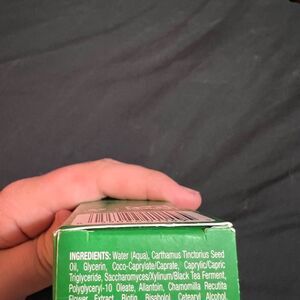 INGREDIENTS: Water (Aqua), Carthamus Tinctorius Seed
Oil, Glycerin, Coco-Caprylate/Caprate, Caprylic/Capric
Triglyceride, Saccharomyces/Xylinum/Black Tea Ferment,
Polyglyceryl-10 Oleate, Allantoin, Chamomilla Recutita
Flower Extract, Biotin, Bisabolol, Cetearyl Alcohol,